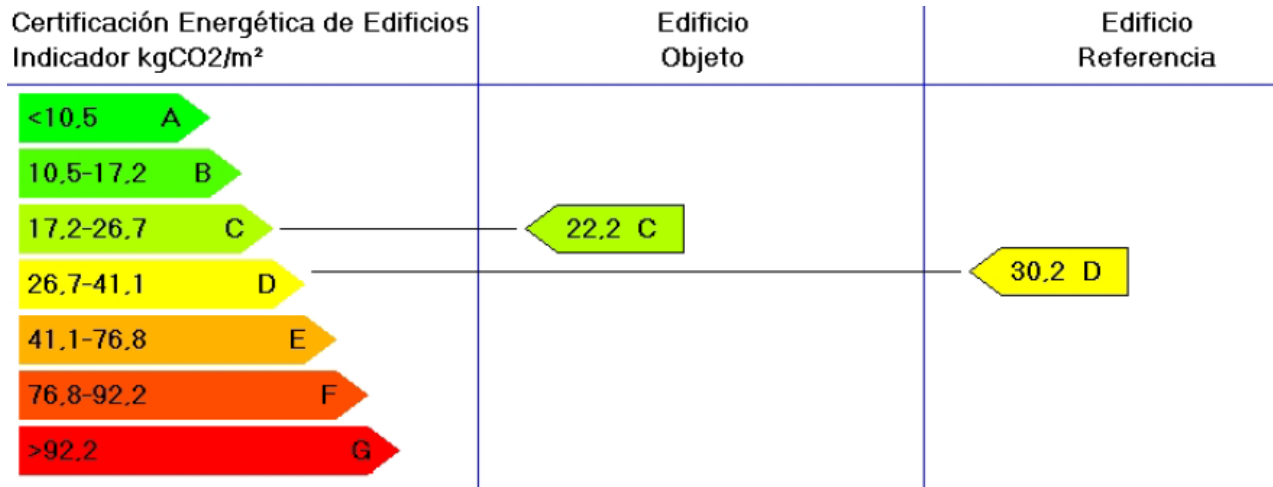 Certificación Energética de Edificios
Indicador kgCO2/m²
Edificio
Objeto
Edificio
Referencia
<10,5 A
10,5-17,2 B
17,2-26,7 C
22,2 C
26,7-41,1 D
30,2 D
41,1-76,8 E
76,8-92,2 F
>92,2 G